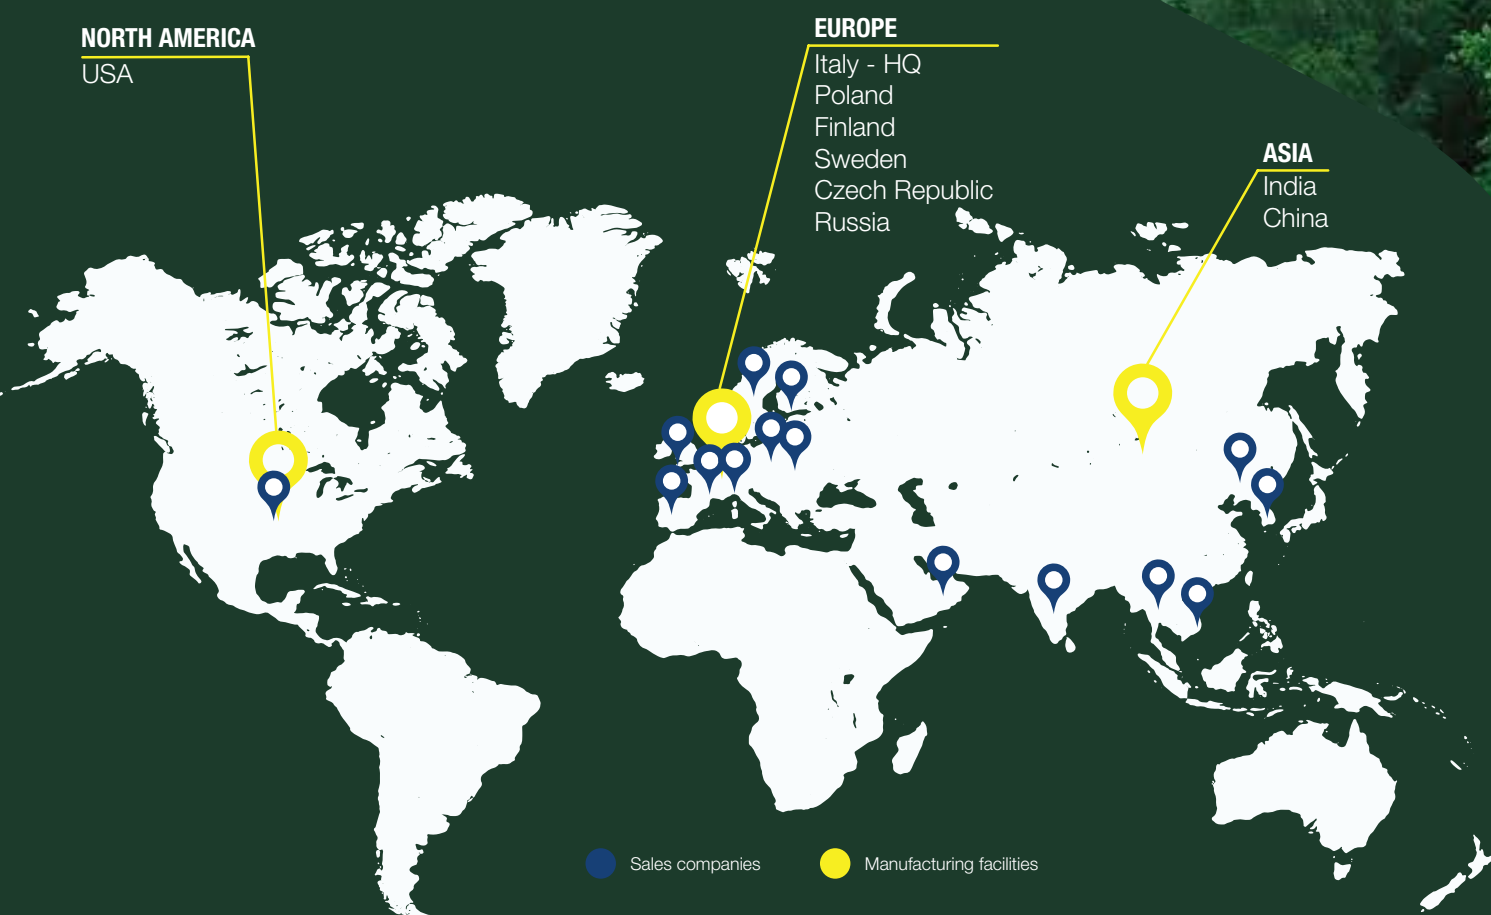 NORTH AMERICA
USA
EUROPE
Italy - HQ
Poland
Finland
Sweden
Czech Republic
Russia
ASIA
India
China
Sales companies
Manufacturing facilities